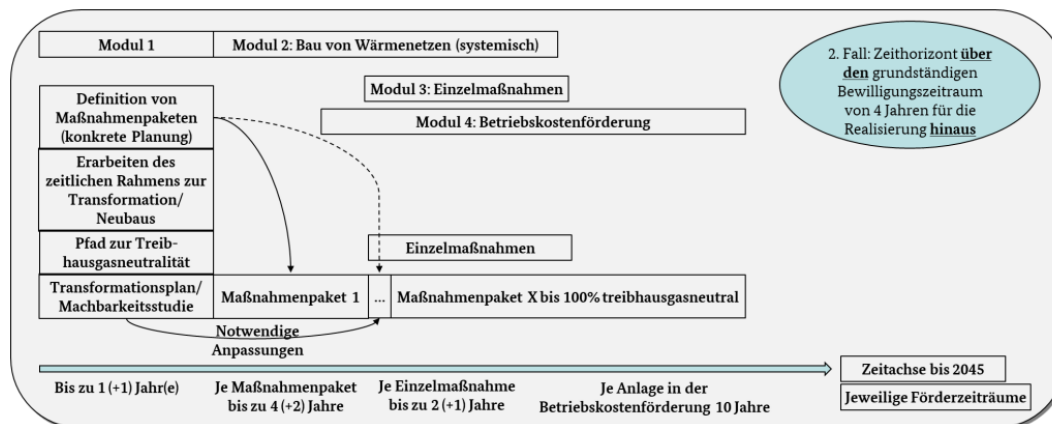 Modul 1
Modul 2: Bau von Wärmenetzen (systemisch)
2. Fall: Zeithorizont über
den grundständigen
Bewilligungszeitraum
von 4 Jahren für die
Realisierung hinaus
Modul 3: Einzelmaßnahmen
Modul 4: Betriebskostenförderung
Definition von
Maßnahmenpaketen
(konkrete Planung)
Erarbeiten des
zeitlichen Rahmens zur
Transformation/
Neubaus
Pfad zur Treib-
hausgasneutralität
Einzelmaßnahmen
Transformationsplan/
Machbarkeitsstudie
Maßnahmenpaket 1
...
Maßnahmenpaket X bis 100% treibhausgasneutral
Notwendige
Anpassungen
Bis zu 1 (+1) Jahr(e)
Je Maßnahmenpaket
bis zu 4 (+2) Jahre
Je Einzelmaßnahme
bis zu 2 (+1) Jahre
Je Anlage in der
Betriebskostenförderung 10 Jahre
Zeitachse bis 2045
Jeweilige Förderzeiträume